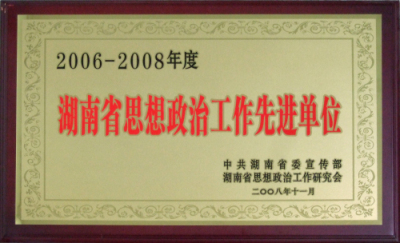 2006-2008年度
湖南省思想政治工作先进单位
中共湖南省委宣传部
湖南省思想政治工作研究会
二〇〇八年十一月